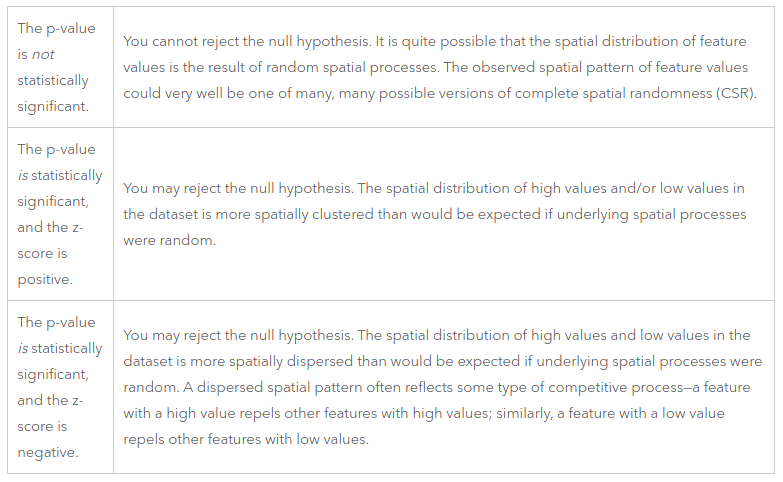 The p-value
is not
statistically
significant.
You cannot reject the null hypothesis. It is quite possible that the spatial distribution of feature
values is the result of random spatial processes. The observed spatial pattern of feature values
could very well be one of many, many possible versions of complete spatial randomness (CSR).
The p-value
is statistically
significant,
and the z-
score is
positive.
You may reject the null hypothesis. The spatial distribution of high values and/or low values in
the dataset is more spatially clustered than would be expected if underlying spatial processes
were random.
The p-value
is statistically
significant,
and the z-
score is
negative.
You may reject the null hypothesis. The spatial distribution of high values and low values in the
dataset is more spatially dispersed than would be expected if underlying spatial processes were
random. A dispersed spatial pattern often reflects some type of competitive process—a feature
with a high value repels other features with high values; similarly, a feature with a low value
repels other features with low values.